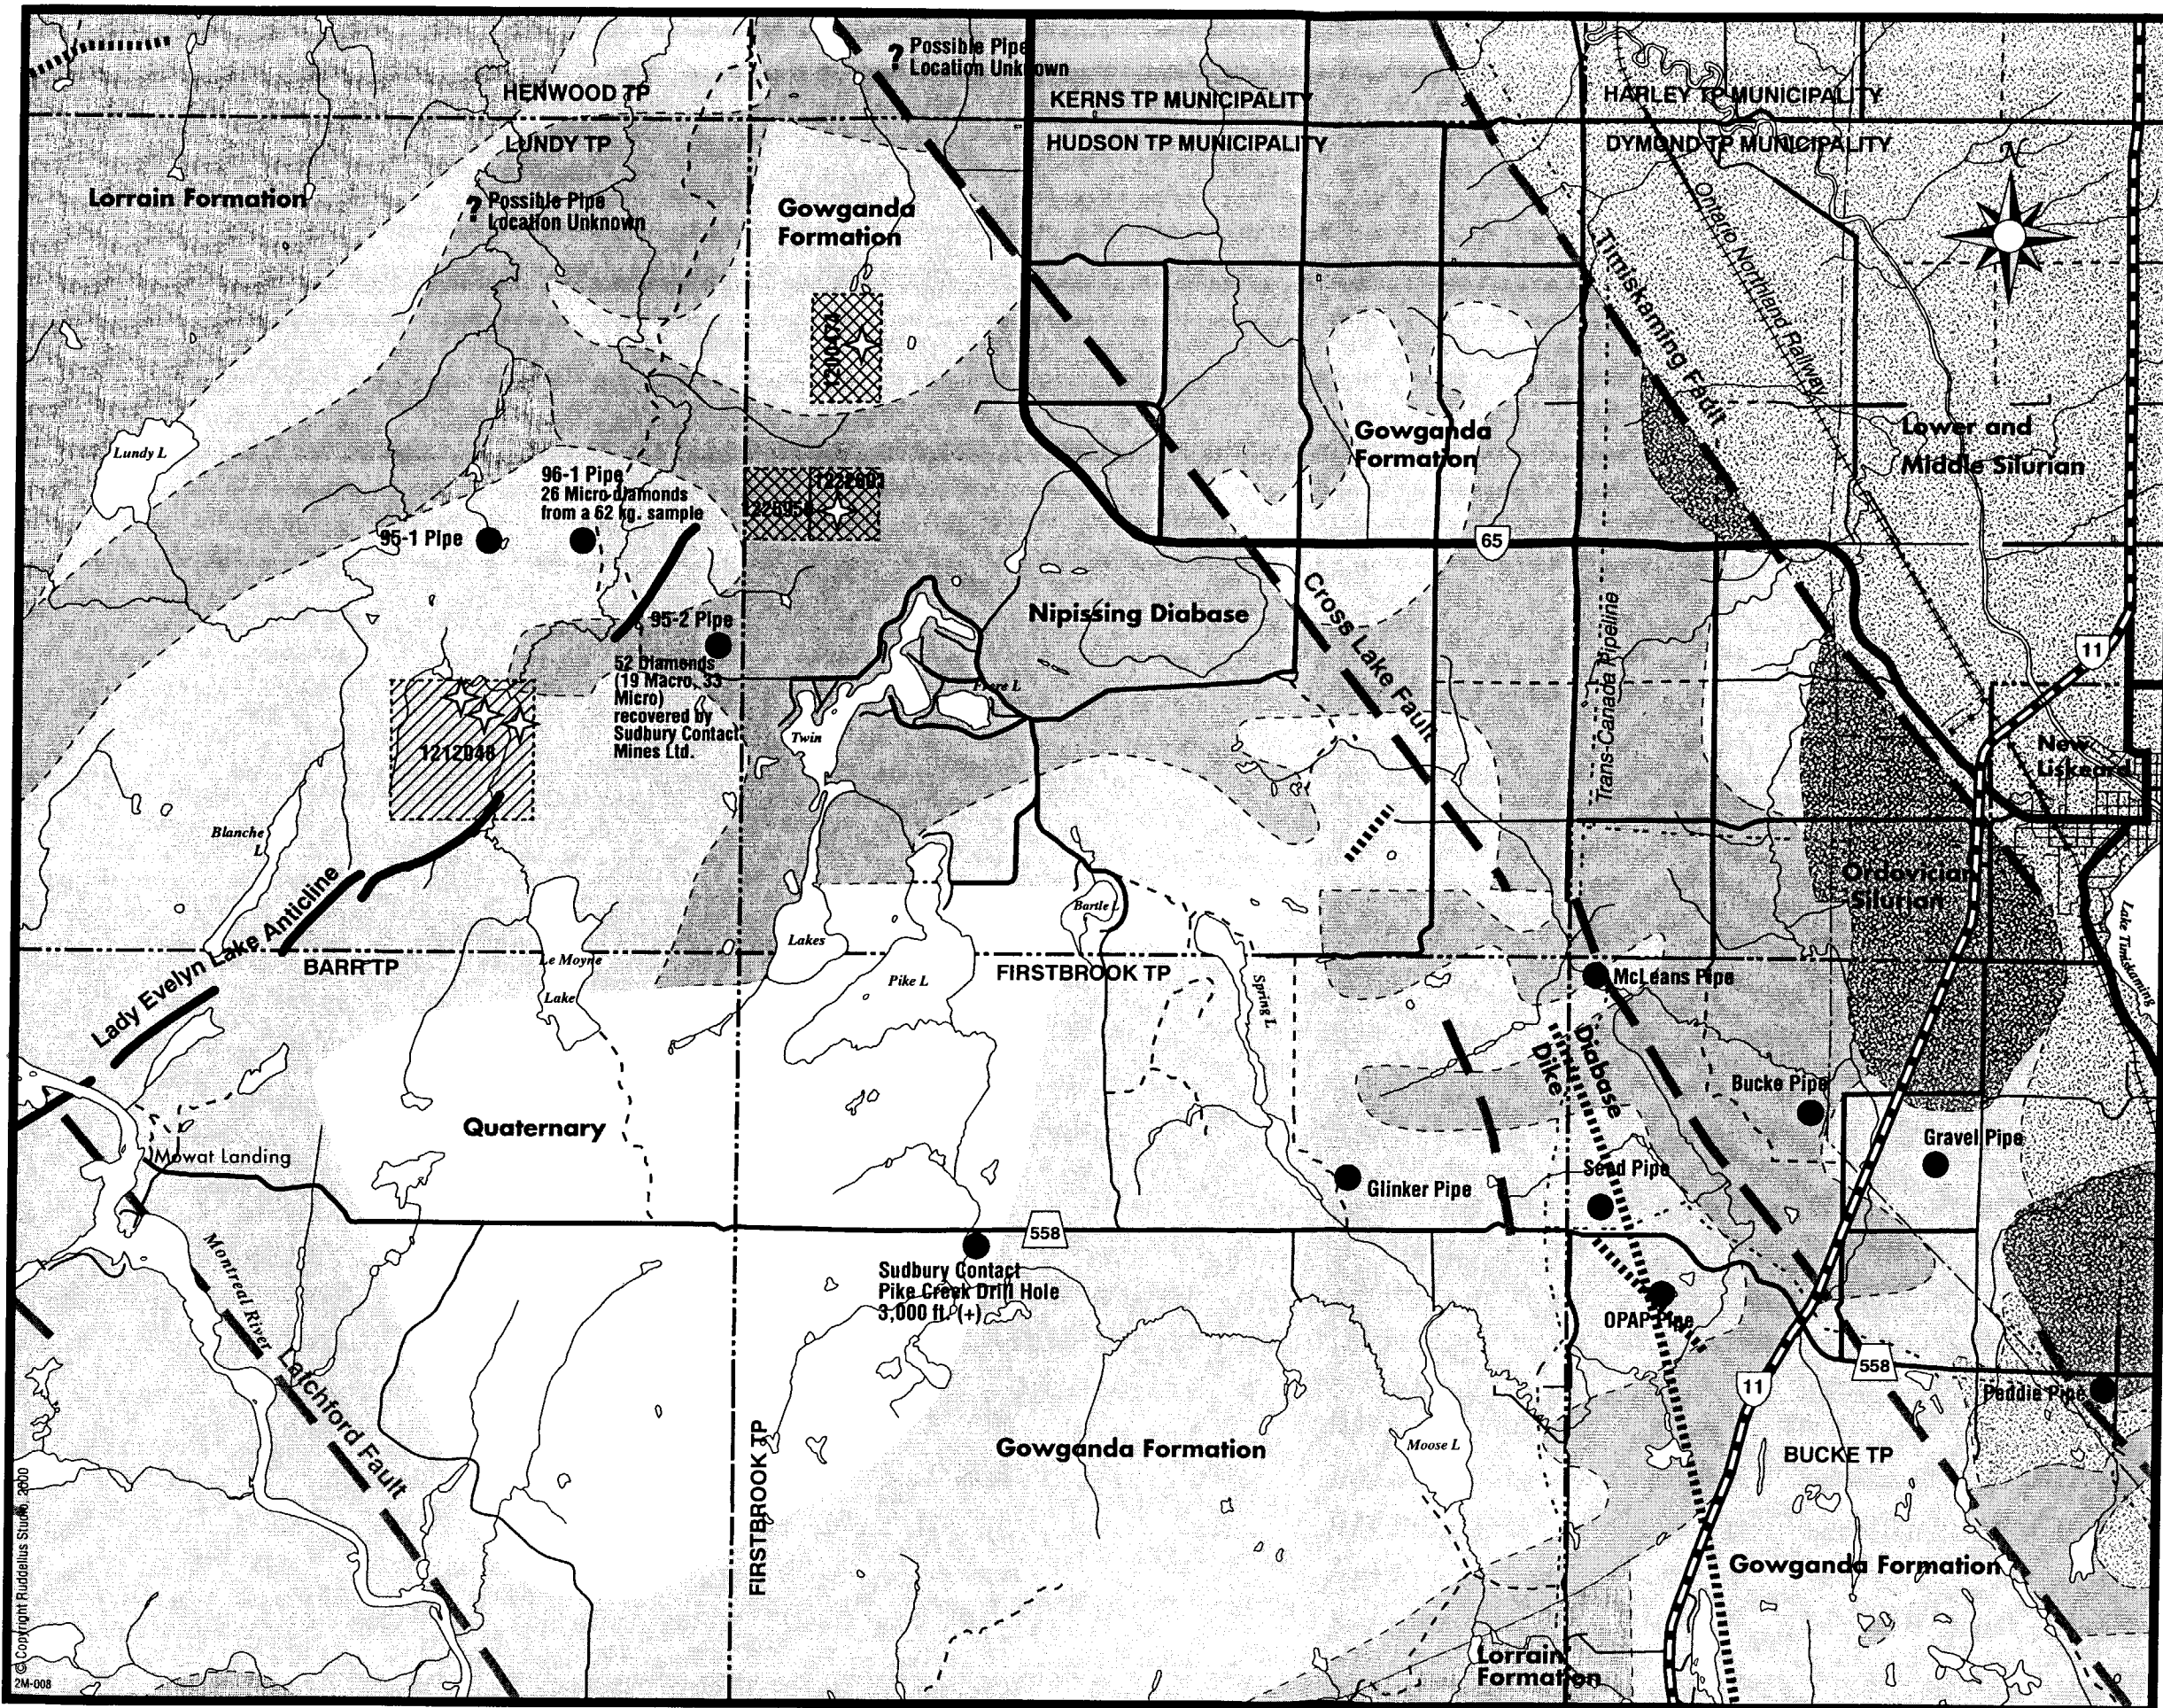 ? Possible Pipe
Location Unknown
HENWOOD TP
KERNS TP MUNICIPALITY
HARLEY TP MUNICIPALITY
LUNDY TP
HUDSON TP MUNICIPALITY
DYMOND TP MUNICIPALITY
N
Lorrain Formation
? Possible Pipe
Location Unknown
Gowganda
Formation
Ontario Northland Railway
Timiskaming Fault
1200474
Lundy L
Gowganda
Formation
Lower and
Middle Silurian
96-1 Pipe
26 Micro-diamonds
from a 62 kg. sample
95-1 Pipe
65
Cross Lake Fault
Nipissing Diabase
Trans-Canada Pipeline
95-2 Pipe
52 Diamonds
(19 Macro, 33
Micro)
recovered by
Sudbury Contact
Mines Ltd.
11
Frere L
Twin
1212048
New
Liskeard
Blanche
L
Ordovician
Silurian
Lady Evelyn Lake Anticline
Bartle L
Lake Timiskaming
Lakes
BARR TP
Le Moyne
Lake
Pike L
FIRSTBROOK TP
Spring L
McLeans Pipe
Diabase
Dike
Bucke Pipe
Quaternary
Gravel Pipe
Mowat Landing
Seed Pipe
Glinker Pipe
558
Montreal River
Sudbury Contact
Pike Creek Drill Hole
3,000 ft. (+)
OPAP Pipe
558
11
Peddie Pipe
Latchford Fault
FIRSTBROOK TP
Gowganda Formation
Moose L
BUCKE TP
Gowganda Formation
Lorrain
Formation
© Copyright Ruddellus Studio, 2000
2M-008